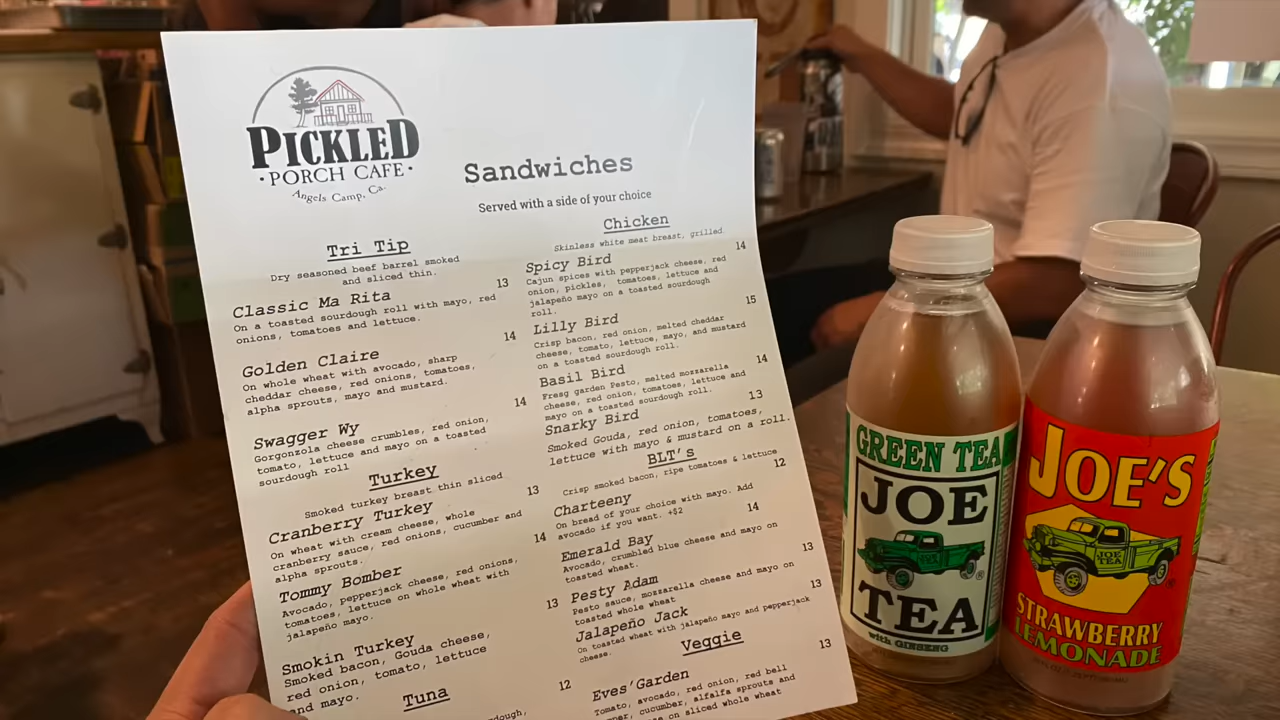 PICKLED
·PORCH CAFE·
Angels Camp, Ca.
Sandwiches
Served with a side of your choice
Tri Tip
Dry seasoned beef barrel smoked
and sliced thin.
Classic Ma Rita 13
On a toasted sourdough roll with mayo, red
onions, tomatoes and lettuce.
Golden Claire 14
On whole wheat with avocado, sharp
cheddar cheese, red onions, tomatoes,
alpha sprouts, mayo and mustard.
Swagger Wy 14
Gorgonzola cheese crumbles, red onion,
tomato, lettuce and mayo on a toasted
sourdough roll
Turkey
Smoked turkey breast thin sliced
Cranberry Turkey 13
On wheat with cream cheese, whole
cranberry sauce, red onions, cucumber and
alpha sprouts.
Tommy Bomber 14
Avocado, pepperjack cheese, red onions,
tomatoes, lettuce on whole wheat with
jalapeño mayo.
Smokin Turkey 13
Smoked bacon, Gouda cheese,
red onion, tomato, lettuce
and mayo.
Tuna
12
Chicken
Skinless white meat breast, grilled.
Spicy Bird 14
Cajun spices with pepperjack cheese, red
onion, pickles, tomatoes, lettuce and
jalapeño mayo on a toasted sourdough
roll.
Lilly Bird 15
Crisp bacon, red onion, melted cheddar
cheese, tomato, lettuce, mayo, and mustard
on a toasted sourdough roll.
Basil Bird 14
Fresg garden Pesto, melted mozzarella
cheese, red onion, tomatoes, lettuce and
mayo on a toasted sourdough roll.
Snarky Bird 13
Smoked Gouda, red onion, tomatoes,
lettuce with mayo & mustard on a roll.
BLT's
Crisp smoked bacon, ripe tomatoes & lettuce
Charteeny 12
On bread of your choice with mayo. Add
avocado if you want. +$2
Emerald Bay 14
Avocado, crumbled blue cheese and mayo on
toasted wheat.
Pesty Adam 13
Pesto sauce, mozzarella cheese and mayo on
toasted whole wheat
Jalapeño Jack 13
On toasted wheat with jalapeño mayo and pepperjack
cheese.
Veggie
Eves'Garden 13
Tomato, avocado, red onion, red bell
cucumber, alfalfa sprouts and
on sliced whole wheat
GREEN TEA
JOE
TEA
with GINSENG
JOE'S
JOE
TEA
STRAWBERRY
LEMONADE